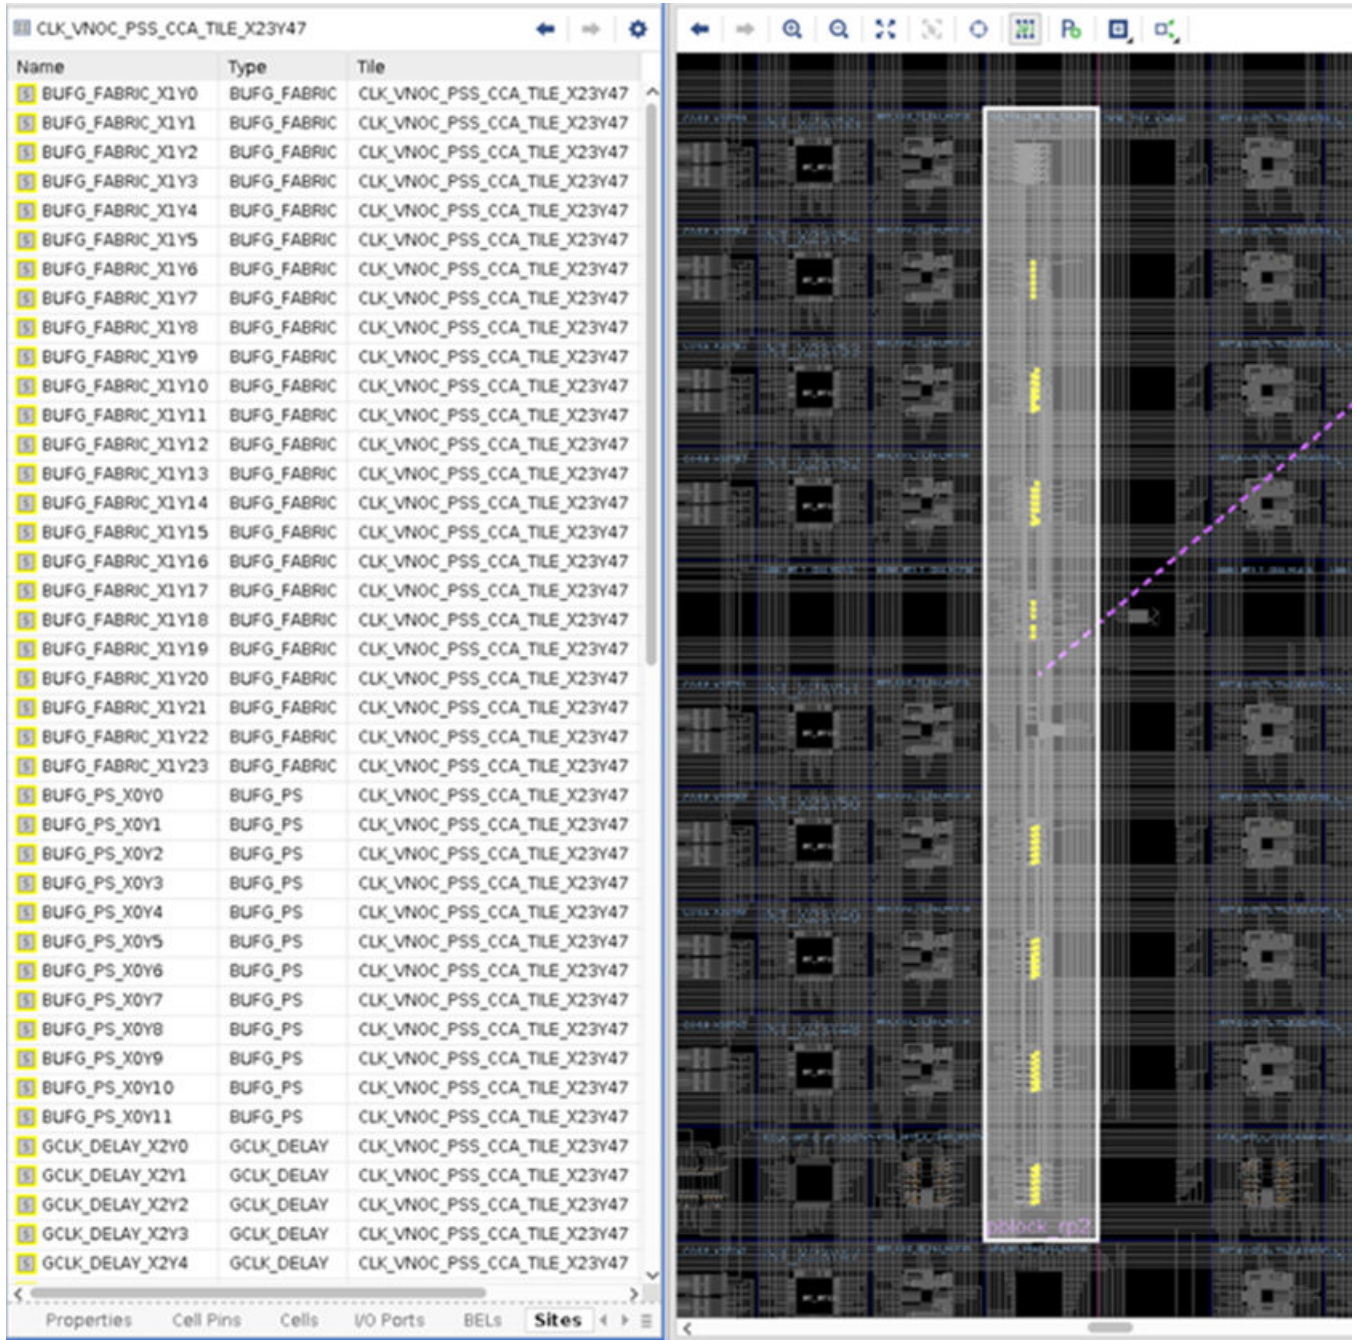 CLK_VNOC_PSS_CCA_TILE_X23Y47
Name Type Tile
BUFG_FABRIC_X1Y0 BUFG_FABRIC CLK_VNOC_PSS_CCA_TILE_X23Y47
BUFG_FABRIC_X1Y1 BUFG_FABRIC CLK_VNOC_PSS_CCA_TILE_X23Y47
BUFG_FABRIC_X1Y2 BUFG_FABRIC CLK_VNOC_PSS_CCA_TILE_X23Y47
BUFG_FABRIC_X1Y3 BUFG_FABRIC CLK_VNOC_PSS_CCA_TILE_X23Y47
BUFG_FABRIC_X1Y4 BUFG_FABRIC CLK_VNOC_PSS_CCA_TILE_X23Y47
BUFG_FABRIC_X1Y5 BUFG_FABRIC CLK_VNOC_PSS_CCA_TILE_X23Y47
BUFG_FABRIC_X1Y6 BUFG_FABRIC CLK_VNOC_PSS_CCA_TILE_X23Y47
BUFG_FABRIC_X1Y7 BUFG_FABRIC CLK_VNOC_PSS_CCA_TILE_X23Y47
BUFG_FABRIC_X1Y8 BUFG_FABRIC CLK_VNOC_PSS_CCA_TILE_X23Y47
BUFG_FABRIC_X1Y9 BUFG_FABRIC CLK_VNOC_PSS_CCA_TILE_X23Y47
BUFG_FABRIC_X1Y10 BUFG_FABRIC CLK_VNOC_PSS_CCA_TILE_X23Y47
BUFG_FABRIC_X1Y11 BUFG_FABRIC CLK_VNOC_PSS_CCA_TILE_X23Y47
BUFG_FABRIC_X1Y12 BUFG_FABRIC CLK_VNOC_PSS_CCA_TILE_X23Y47
BUFG_FABRIC_X1Y13 BUFG_FABRIC CLK_VNOC_PSS_CCA_TILE_X23Y47
BUFG_FABRIC_X1Y14 BUFG_FABRIC CLK_VNOC_PSS_CCA_TILE_X23Y47
BUFG_FABRIC_X1Y15 BUFG_FABRIC CLK_VNOC_PSS_CCA_TILE_X23Y47
BUFG_FABRIC_X1Y16 BUFG_FABRIC CLK_VNOC_PSS_CCA_TILE_X23Y47
BUFG_FABRIC_X1Y17 BUFG_FABRIC CLK_VNOC_PSS_CCA_TILE_X23Y47
BUFG_FABRIC_X1Y18 BUFG_FABRIC CLK_VNOC_PSS_CCA_TILE_X23Y47
BUFG_FABRIC_X1Y19 BUFG_FABRIC CLK_VNOC_PSS_CCA_TILE_X23Y47
BUFG_FABRIC_X1Y20 BUFG_FABRIC CLK_VNOC_PSS_CCA_TILE_X23Y47
BUFG_FABRIC_X1Y21 BUFG_FABRIC CLK_VNOC_PSS_CCA_TILE_X23Y47
BUFG_FABRIC_X1Y22 BUFG_FABRIC CLK_VNOC_PSS_CCA_TILE_X23Y47
BUFG_FABRIC_X1Y23 BUFG_FABRIC CLK_VNOC_PSS_CCA_TILE_X23Y47
BUFG_PS_X0Y0 BUFG_PS CLK_VNOC_PSS_CCA_TILE_X23Y47
BUFG_PS_X0Y1 BUFG_PS CLK_VNOC_PSS_CCA_TILE_X23Y47
BUFG_PS_X0Y2 BUFG_PS CLK_VNOC_PSS_CCA_TILE_X23Y47
BUFG_PS_X0Y3 BUFG_PS CLK_VNOC_PSS_CCA_TILE_X23Y47
BUFG_PS_X0Y4 BUFG_PS CLK_VNOC_PSS_CCA_TILE_X23Y47
BUFG_PS_X0Y5 BUFG_PS CLK_VNOC_PSS_CCA_TILE_X23Y47
BUFG_PS_X0Y6 BUFG_PS CLK_VNOC_PSS_CCA_TILE_X23Y47
BUFG_PS_X0Y7 BUFG_PS CLK_VNOC_PSS_CCA_TILE_X23Y47
BUFG_PS_X0Y8 BUFG_PS CLK_VNOC_PSS_CCA_TILE_X23Y47
BUFG_PS_X0Y9 BUFG_PS CLK_VNOC_PSS_CCA_TILE_X23Y47
BUFG_PS_X0Y10 BUFG_PS CLK_VNOC_PSS_CCA_TILE_X23Y47
BUFG_PS_X0Y11 BUFG_PS CLK_VNOC_PSS_CCA_TILE_X23Y47
GCLK_DELAY_X2Y0 GCLK_DELAY CLK_VNOC_PSS_CCA_TILE_X23Y47
GCLK_DELAY_X2Y1 GCLK_DELAY CLK_VNOC_PSS_CCA_TILE_X23Y47
GCLK_DELAY_X2Y2 GCLK_DELAY CLK_VNOC_PSS_CCA_TILE_X23Y47
GCLK_DELAY_X2Y3 GCLK_DELAY CLK_VNOC_PSS_CCA_TILE_X23Y47
GCLK_DELAY_X2Y4 GCLK_DELAY CLK_VNOC_PSS_CCA_TILE_X23Y47
Properties Cell Pins Cells I/O Ports BELs Sites
pblock_rp2